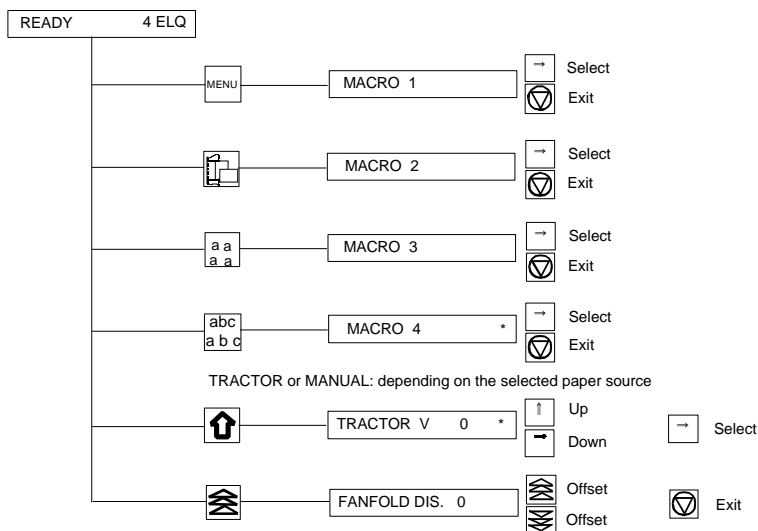 READY 4 ELQ
MENU
MACRO 1
→ Select
Exit
MACRO 2
→ Select
Exit
a a
a a
MACRO 3
→ Select
Exit
abc
a b c
MACRO 4 *
→ Select
Exit
TRACTOR or MANUAL: depending on the selected paper source
TRACTOR V 0 *
↑ Up
Down
→ Select
FANFOLD DIS. 0
Offset
Offset
Exit